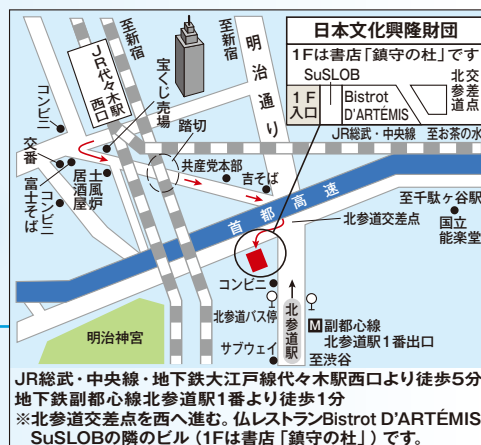 日本文化興隆財団
1Fは書店「鎮守の杜」です
SuSLOB
1F
入口
Bistrot
D'ARTÉMIS
北参道
交差点
至新宿
JR代々木駅
西口
至新宿
明治通り
宝くじ売場
踏切
コンビニ
交番
富士そば
コンビニ
居酒屋
土風炉
共産党本部
吉そば
JR総武・中央線 至お茶の水
首都高速
至千駄ヶ谷駅
国立
能楽堂
北参道交差点
コンビニ
北参道バス停
サブウェイ
北参道駅
M副都心線
北参道駅1番出口
至渋谷
明治神宮
JR総武・中央線・地下鉄大江戸線代々木駅西口より徒歩5分
地下鉄副都心線北参道駅1番より徒歩1分
※北参道交差点を西へ進む。仏レストランBistrot D'ARTÉMIS
SuSLOBの隣のビル（1Fは書店「鎮守の杜」）です。